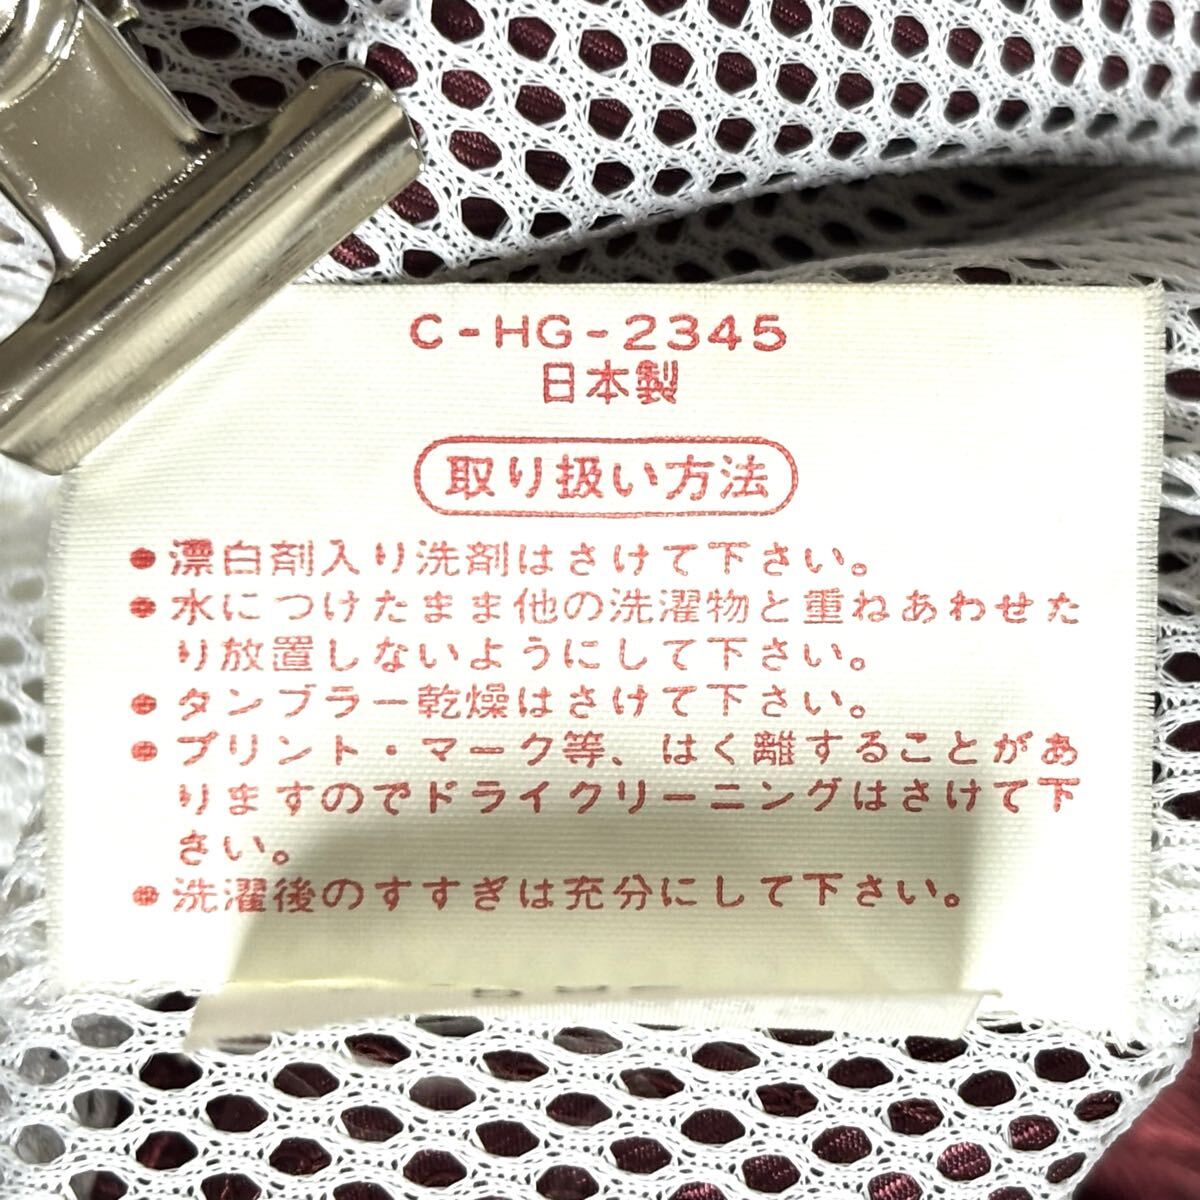 C-HG-2345
日本製
取り扱い方法
●漂白剤入り洗剤はさけて下さい。
●水につけたまま他の洗濯物と重ねあわせた
り放置しないようにして下さい。
●タンブラー乾燥はさけて下さい。
●プリント・マーク等、はく離することがあ
りますのでドライクリーニングはさけて下
さい。
●洗濯後のすすぎは充分にして下さい。